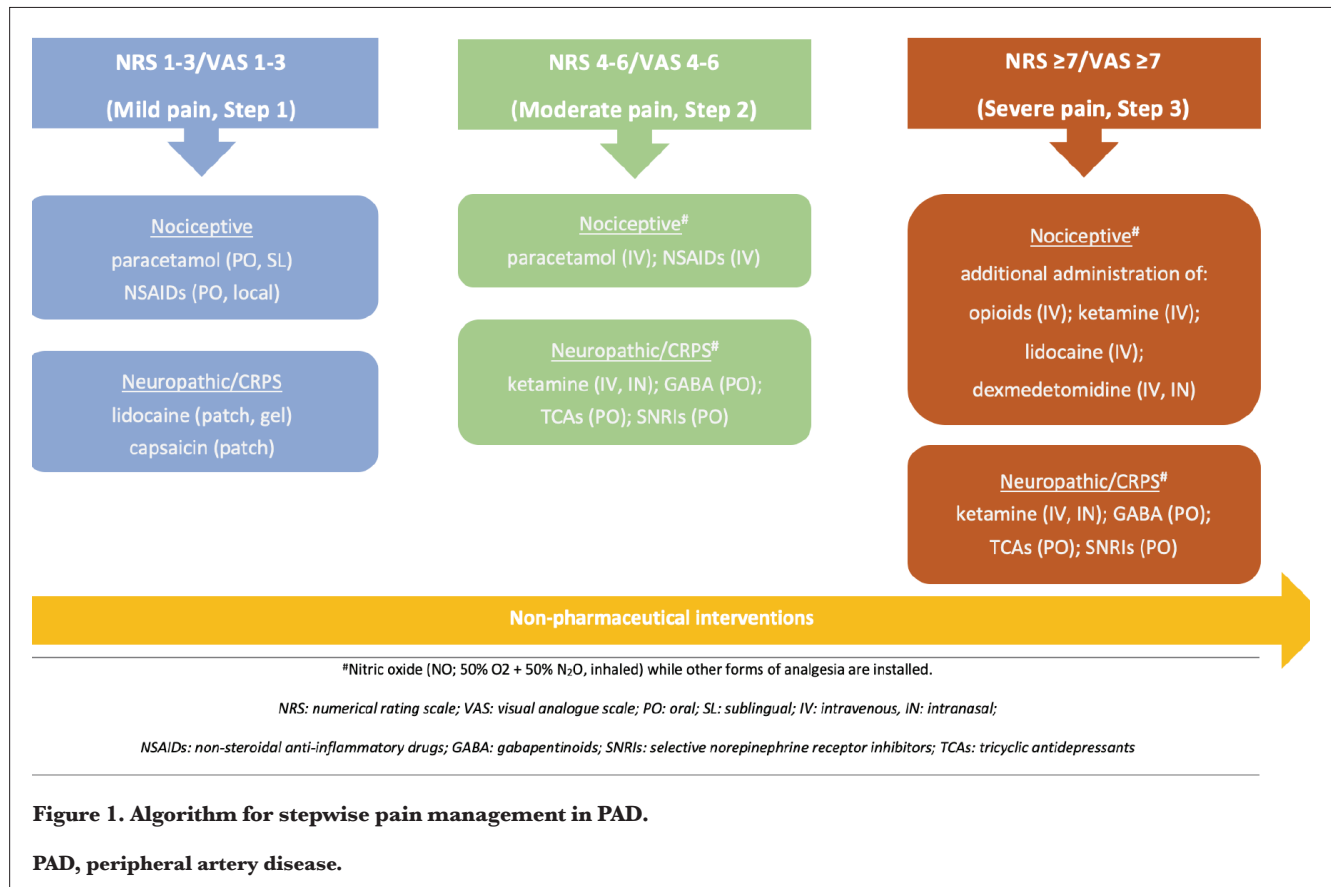 NRS 1-3/VAS 1-3
(Mild pain, Step 1)
Nociceptive
paracetamol (PO, SL)
NSAIDs (PO, local)
Neuropathic/CRPS
lidocaine (patch, gel)
capsaicin (patch)
NRS 4-6/VAS 4-6
(Moderate pain, Step 2)
Nociceptive#
paracetamol (IV); NSAIDs (IV)
Neuropathic/CRPS#
ketamine (IV, IN); GABA (PO);
TCAs (PO); SNRIs (PO)
NRS ≥7/VAS ≥7
(Severe pain, Step 3)
Nociceptive#
additional administration of:
opioids (IV); ketamine (IV);
lidocaine (IV);
dexmedetomidine (IV, IN)
Neuropathic/CRPS#
ketamine (IV, IN); GABA (PO);
TCAs (PO); SNRIs (PO)
Non-pharmaceutical interventions
#Nitric oxide (NO; 50% O2 + 50% N₂O, inhaled) while other forms of analgesia are installed.
NRS: numerical rating scale; VAS: visual analogue scale; PO: oral; SL: sublingual; IV: intravenous, IN: intranasal;
NSAIDs: non-steroidal anti-inflammatory drugs; GABA: gabapentinoids; SNRIs: selective norepinephrine receptor inhibitors; TCAs: tricyclic antidepressants
Figure 1. Algorithm for stepwise pain management in PAD.
PAD, peripheral artery disease.